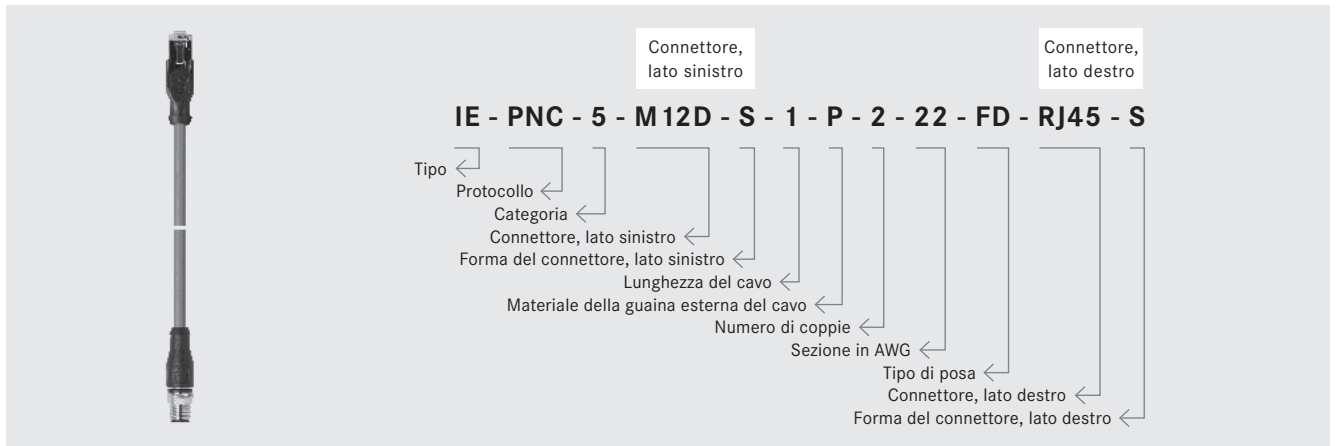 Connettore,
lato sinistro
Connettore,
lato destro
IE - PNC - 5 - M12D - S - 1 - P - 2 - 22 - FD - RJ45 - S
Tipo
Protocollo
Categoria
Connettore, lato sinistro
Forma del connettore, lato sinistro
Lunghezza del cavo
Materiale della guaina esterna del cavo
Numero di coppie
Sezione in AWG
Tipo di posa
Connettore, lato destro
Forma del connettore, lato destro